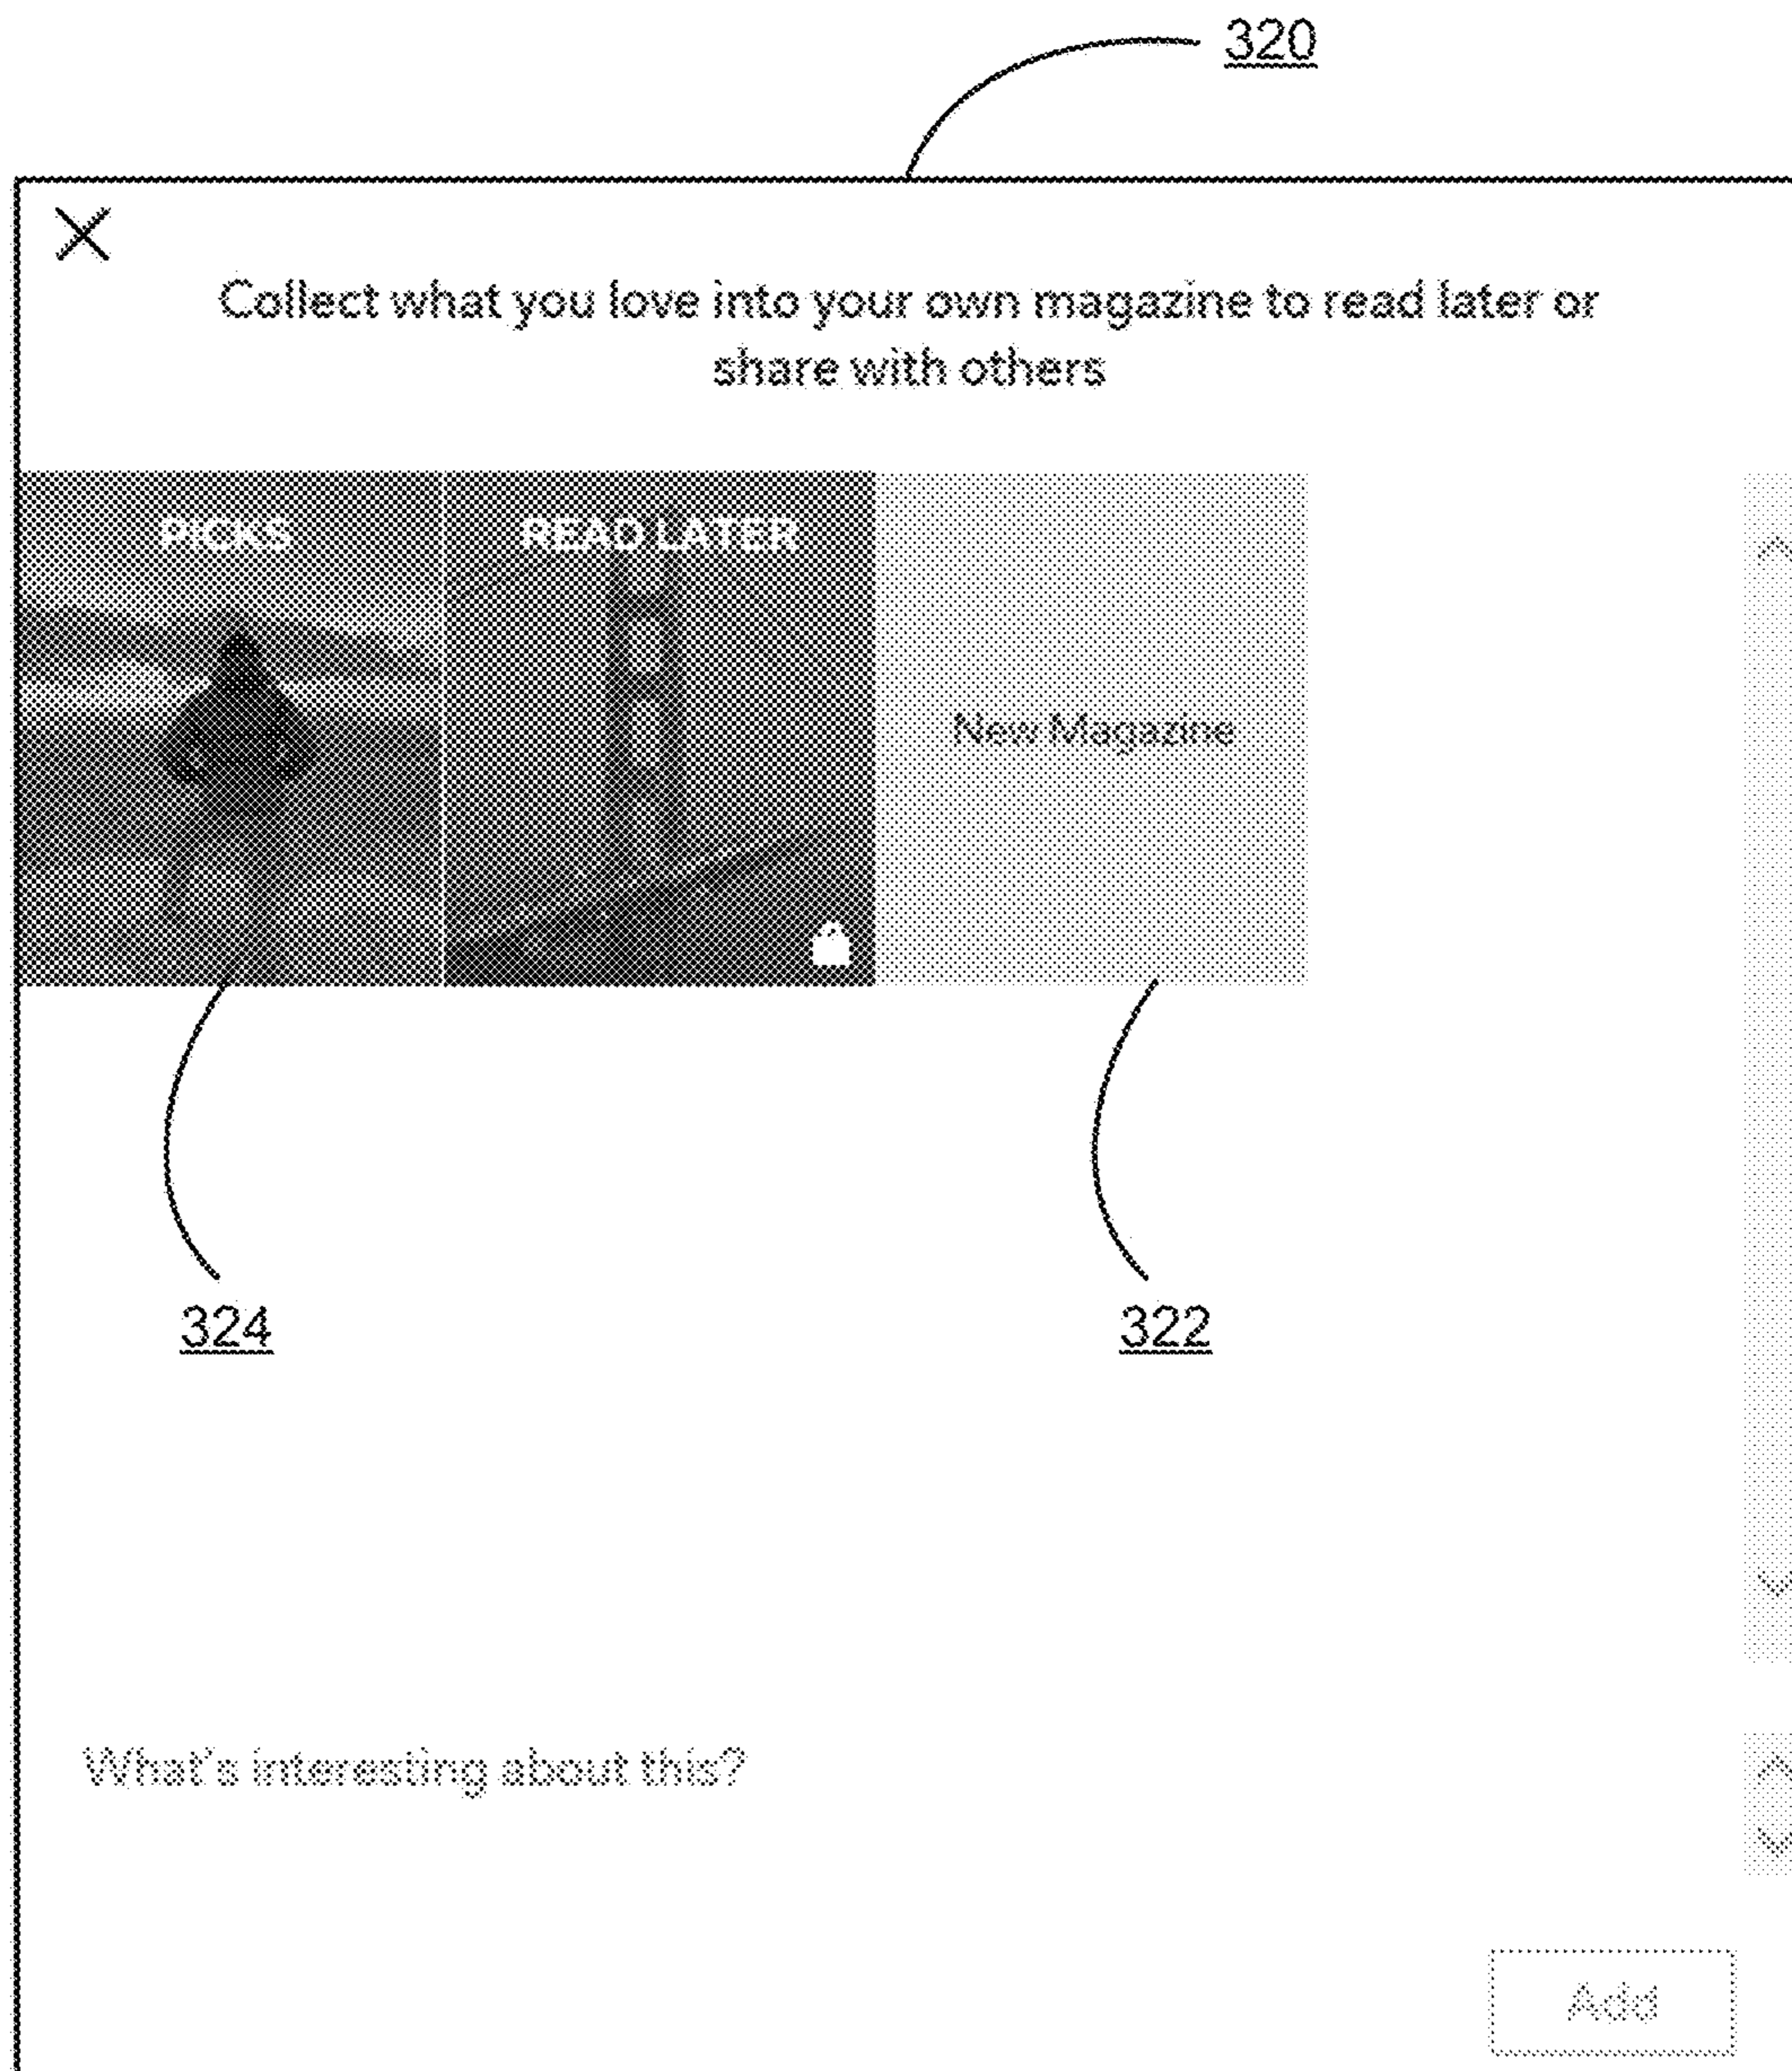 320
Collect what you love into your own magazine to read later or
share with others
PICKS
READ LATER
New Magazine
324
322
What's interesting about this?
Add